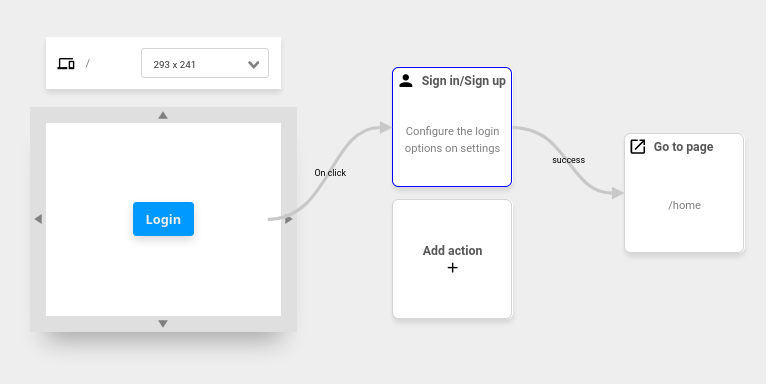 /
293 x 241
Login
On click
Sign in/Sign up
Configure the login
options on settings
Add action
+
success
Go to page
/home